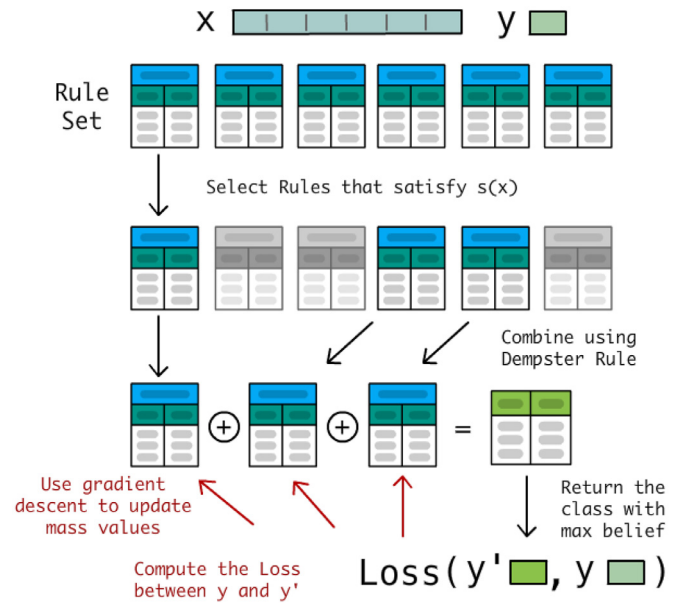 x y
Rule
Set
Select Rules that satisfy s(x)
Combine using
Dempster Rule
+ + =
Use gradient
descent to update
mass values
Return the
class with
max belief
Compute the Loss
between y and y'
Loss(y' , y )